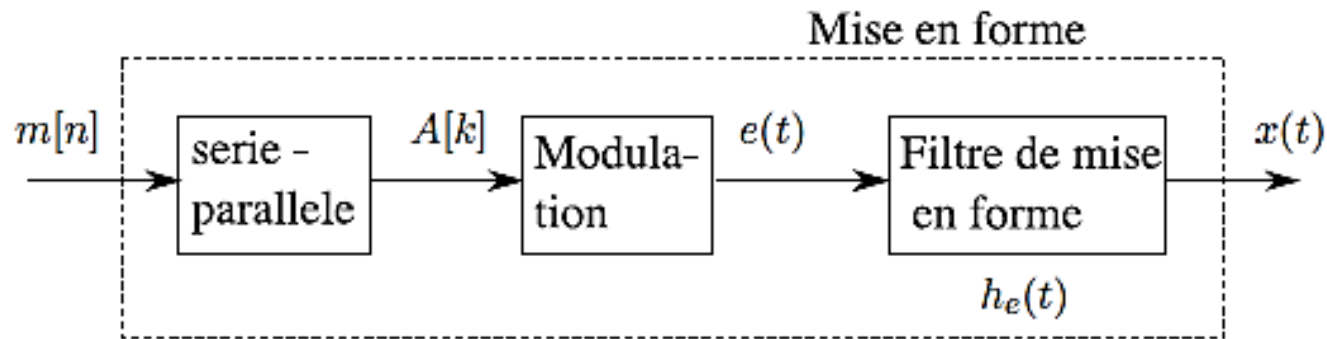 Mise en forme
m[n]
serie -
parallele
A[k]
Modula-
tion
e(t)
Filtre de mise
en forme
x(t)
h_e(t)